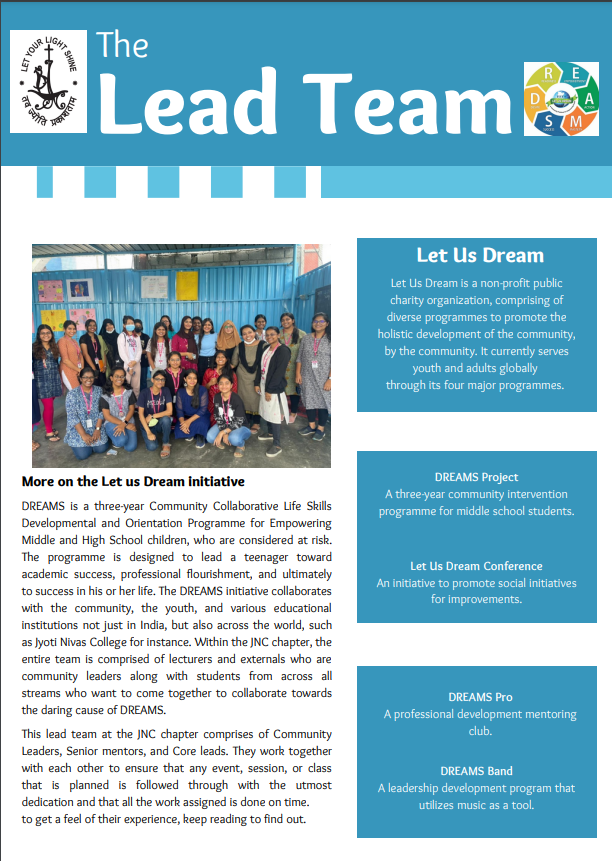 LET YOUR LIGHT SHINE
The
Lead Team
R E
D A
S M
Let Us Dream
Let Us Dream is a non-profit public
charity organization, comprising of
diverse programmes to promote the
holistic development of the community,
by the community. It currently serves
youth and adults globally
through its four major programmes.
More on the Let us Dream initiative
DREAMS is a three-year Community Collaborative Life Skills
Developmental and Orientation Programme for Empowering
Middle and High School children, who are considered at risk.
The programme is designed to lead a teenager toward
academic success, professional flourishment, and ultimately
to success in his or her life. The DREAMS initiative collaborates
with the community, the youth, and various educational
institutions not just in India, but also across the world, such
as Jyoti Nivas College for instance. Within the JNC chapter, the
entire team is comprised of lecturers and externals who are
community leaders along with students from across all
streams who want to come together to collaborate towards
the daring cause of DREAMS.
This lead team at the JNC chapter comprises of Community
Leaders, Senior mentors, and Core leads. They work together
with each other to ensure that any event, session, or class
that is planned is followed through with the utmost
dedication and that all the work assigned is done on time.
to get a feel of their experience, keep reading to find out.
DREAMS Project
A three-year community intervention
programme for middle school students.
Let Us Dream Conference
An initiative to promote social initiatives
for improvements.
DREAMS Pro
A professional development mentoring
club.
DREAMS Band
A leadership development program that
utilizes music as a tool.